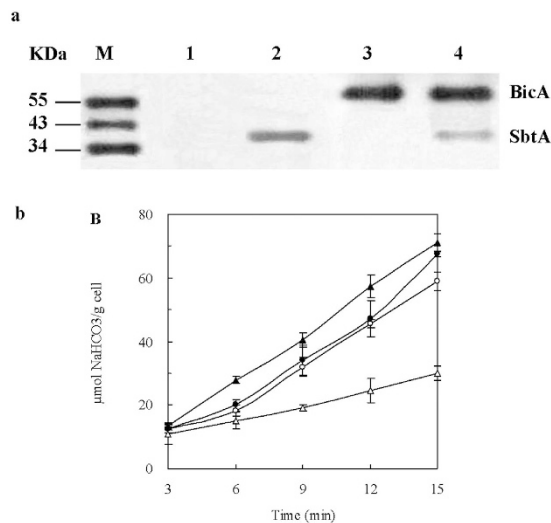 a
KDa M 1 2 3 4
55 BicA
43
34 SbtA
b B
80
60
40
20
0
µmol NaHCO3/g cell
3 6 9 12 15
Time (min)